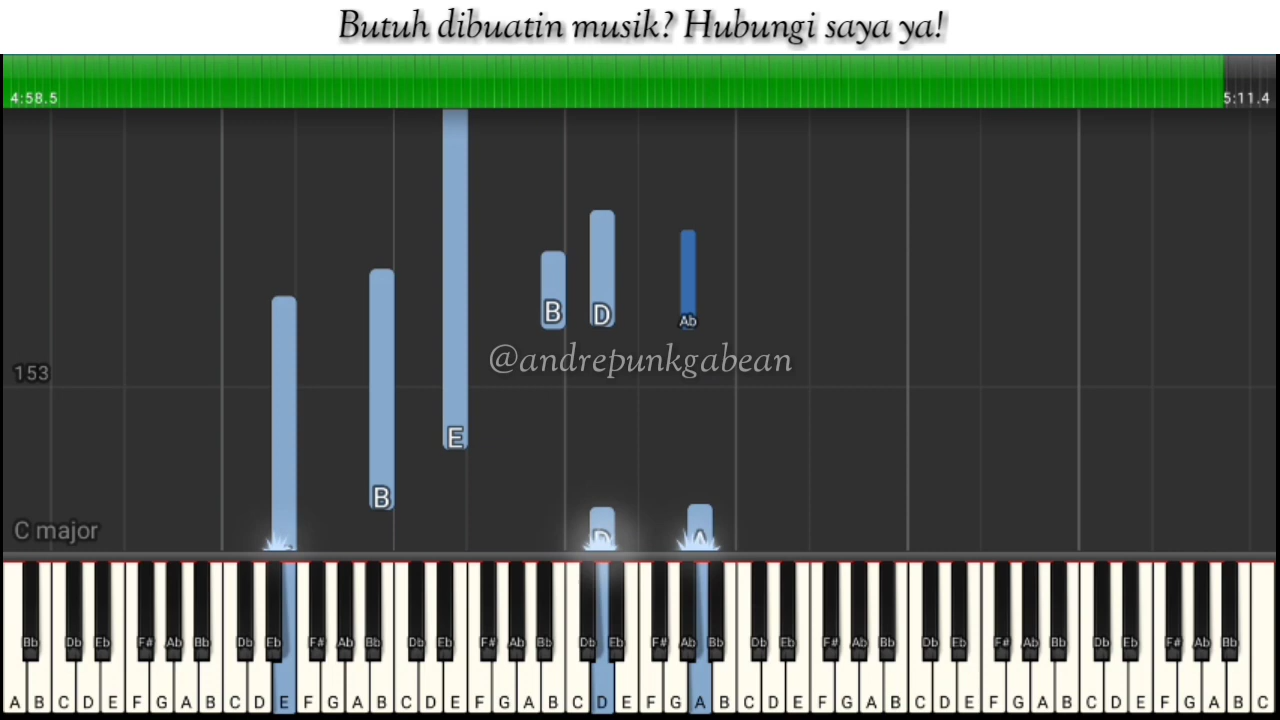 Butuh dibuatin musik? Hubungi saya ya!
4:58.5 5:11.4
B D Ab
@andrepunkgabean
153
E
B
C major D A
Bb Db Eb F# Ab Bb Db Eb F# Ab Bb Db Eb F# Ab Bb Db Eb F# Ab Bb Db Eb F# Ab Bb Db Eb F# Ab Bb Db Eb F# Ab Bb
A B C D E F G A B C D E F G A B C D E F G A B C D E F G A B C D E F G A B C D E F G A B C D E F G A B C